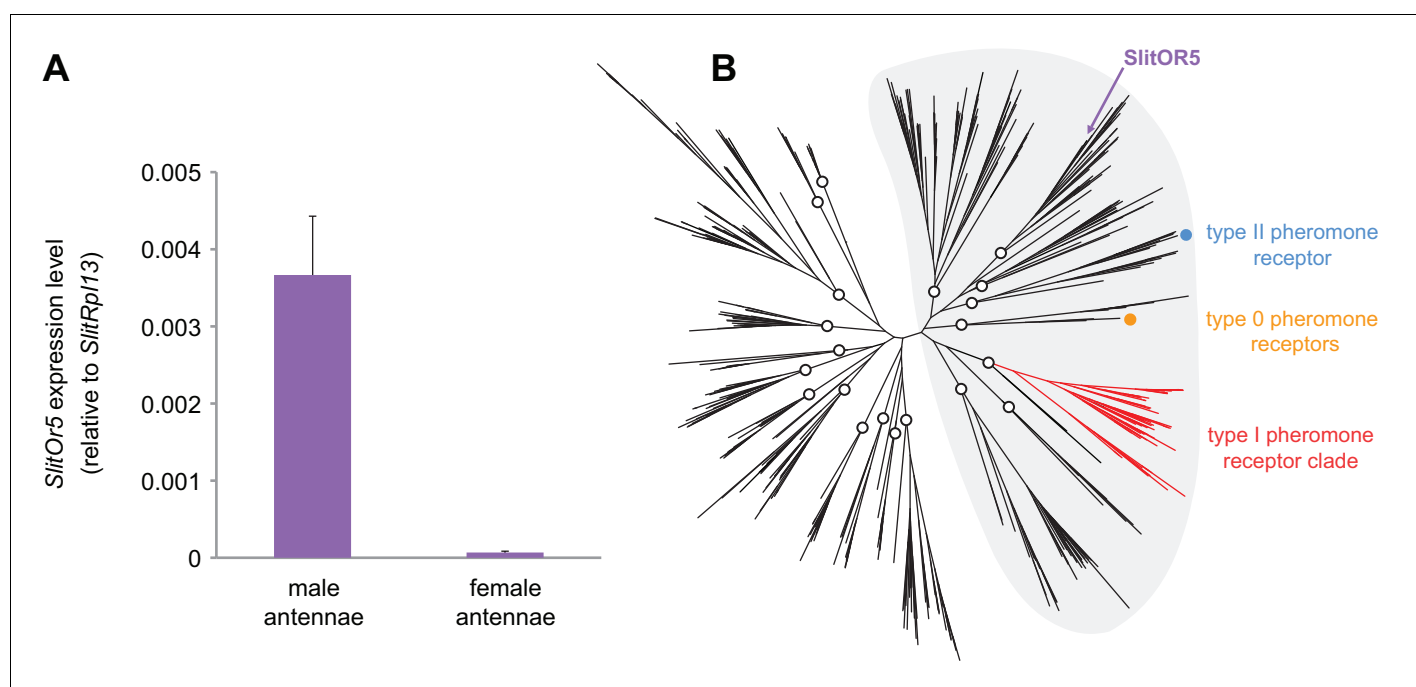 A
SlitOr5 expression level
(relative to SlitRpl13)
0.005
0.004
0.003
0.002
0.001
0
male
antennae
female
antennae
B
SlitOR5
type II pheromone
receptor
type 0 pheromone
receptors
type I pheromone
receptor clade